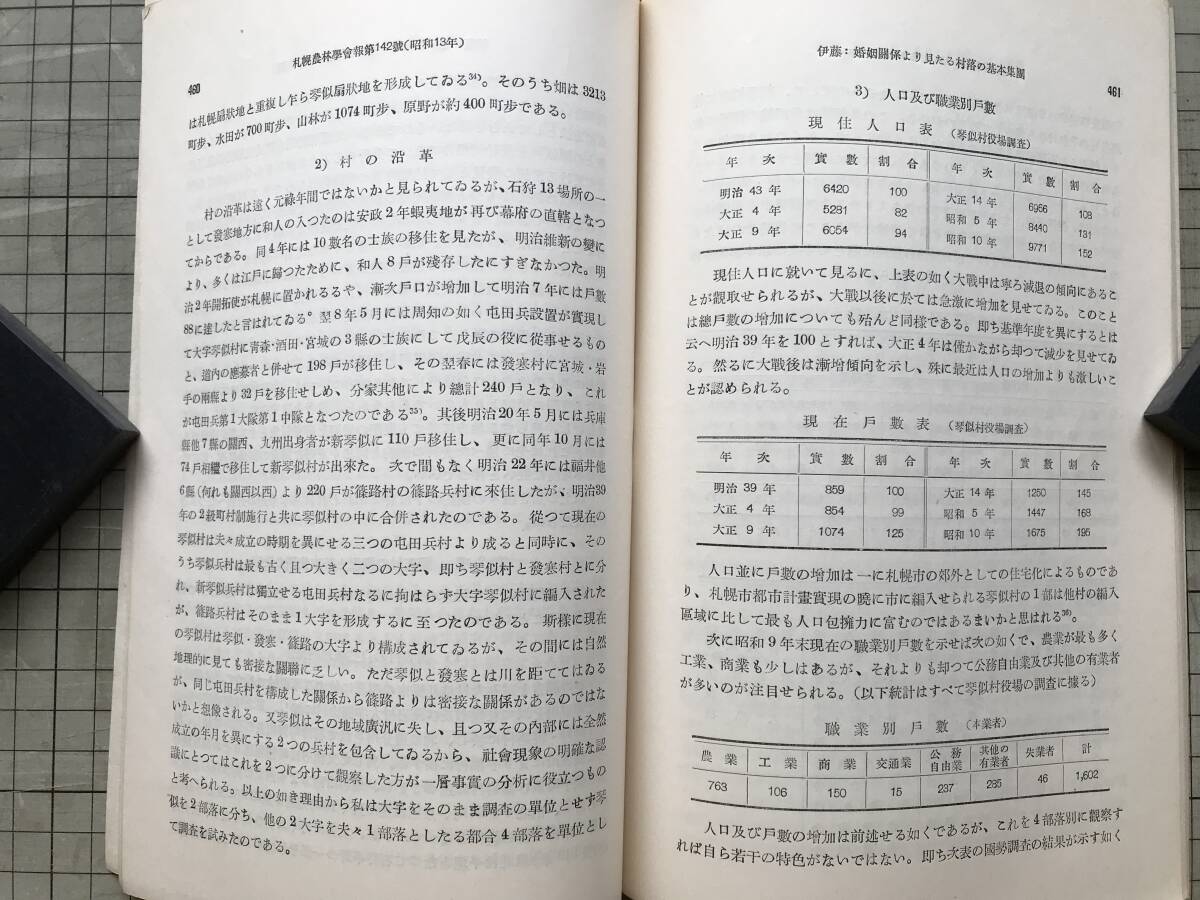 札幌農林學會報第142號(昭和13年)
460
は札幌扇狀地と重複し乍ら琴似扇狀地を形成してゐる³⁴⁾。そのうち畑は3213
町歩、水田が700町歩、山林が1074町歩、原野が約400町歩である。
2) 村の沿革
村の沿革は遠く元祿年間ではないかと見られてゐるが、石狩13場所の一
として發寒地方に和人の入つたのは安政2年蝦夷地が再び幕府の直轄となつ
てからである。同4年には10數名の士族の移住を見たが、明治維新の變に
より、多くは江戸に歸つたために、和人8戸が殘存したにすぎなかつた。明
治2年開拓使が札幌に置かれるや、漸次戸口が增加して明治7年には戸數
88に達したと言はれてゐる。翌8年5月には周知の如く屯田兵設置が實現し
て大字琴似村に靑森・酒田・宮城の3縣の士族にして戊辰の役に從事せるもの
と、道內の應募者と併せて198戸が移住し、その翌春には發寒村に宮城・岩
手の兩縣より32戸を移住せしめ、分家其他により總計240戸となり、これ
が屯田兵第1大隊第1中隊となつたのである³⁵⁾。其後明治20年5月には兵庫
縣他7縣の關西、九州出身者が新琴似に110戸移住し、更に同年10月には
74戸相繼で移住して新琴似村が出來た。次で間もなく明治22年には福井他
6縣(何れも關西以西)より220戸が篠路村の篠路兵村に來住したが、明治39
年の2級町村制施行と共に琴似村の中に合併されたのである。從つて現在の
琴似村は夫々成立の時期を異にせる三つの屯田兵村より成ると同時に、その
うち琴似兵村は最も古く且つ大きく二つの大字、即ち琴似村と發寒村とに分
れ、新琴似兵村は獨立せる屯田兵村なるに拘はらず大字琴似村に編入された
が、篠路兵村はそのまま1大字を形成するに至つたのである。斯樣に現在
の琴似村は琴似・發寒・篠路の大字より構成されてゐるが、その間には自然
地理的に見ても密接な關聯に乏しい。ただ琴似と發寒とは川を距ててはゐる
が、同じ屯田兵村を構成した關係から篠路よりは密接な關係があるのではな
いかと想像される。又琴似はその地域廣汎に失し、且つ又その內部には全然
成立の年月を異にする2つの兵村を包含してゐるから、社會現象の明確な認
識にとつてはこれを2つに分けて觀察した方が一層事實の分析に役立つもの
と考へられる。以上の如き理由から私は大字をそのまま調査の單位とせず琴
似を2部落に分ち、他の2大字を夫々1部落としたる都合4部落を單位とし
て調査を試みたのである。
伊藤：婚姻關係より見たる村落の基本集團
461
3) 人口及び職業別戸數
現住人口表 (琴似村役場調査)
年次 實數 割合 年次 實數 割合
明治43年 6420 100 大正14年 6966 108
大正4年 5281 82 昭和5年 8440 131
大正9年 6054 94 昭和10年 9771 152
現住人口に就いて見るに、上表の如く大戰中は寧ろ減退の傾向にあるこ
とが觀取せられるが、大戰以後に於ては急激に增加を見せてゐる。このこと
は總戸數の增加についても殆んど同樣である。即ち基準年度を異にするとは
云へ明治39年を100とすれば、大正4年は僅かながら却つて減少を見せてゐ
る。然るに大戰後は漸增傾向を示し、殊に最近は人口の增加よりも激しいこ
とが認められる。
現在戸數表 (琴似村役場調査)
年次 實數 割合 年次 實數 割合
明治39年 859 100 大正14年 1250 145
大正4年 854 99 昭和5年 1447 168
大正9年 1074 125 昭和10年 1675 195
人口並に戸數の增加は一に札幌市の郊外としての住宅化によるものであ
り、札幌市都市計畫實現の曉に市に編入せられる琴似村の1部は他村の編入
區域に比して最も人口包擁力に富むのではあるまいかと思はれる³⁶⁾。
次に昭和9年末現在の職業別戸數を示せば次の如くで、農業が最も多く
工業、商業も少しはあるが、それよりも却つて公務自由業及び其他の有業者
が多いのが注目せられる。(以下統計はすべて琴似村役場の調査に據る)
職業別戸數 (本業者)
農業 工業 商業 交通業 公務自由業 其他の有業者 失業者 計
763 106 150 15 237 285 46 1,602
人口及び戸數の增加は前述せる如くであるが、これを4部落別に觀察す
れば自ら若干の特色がないではない。即ち次表の國勢調査の結果が示す如く